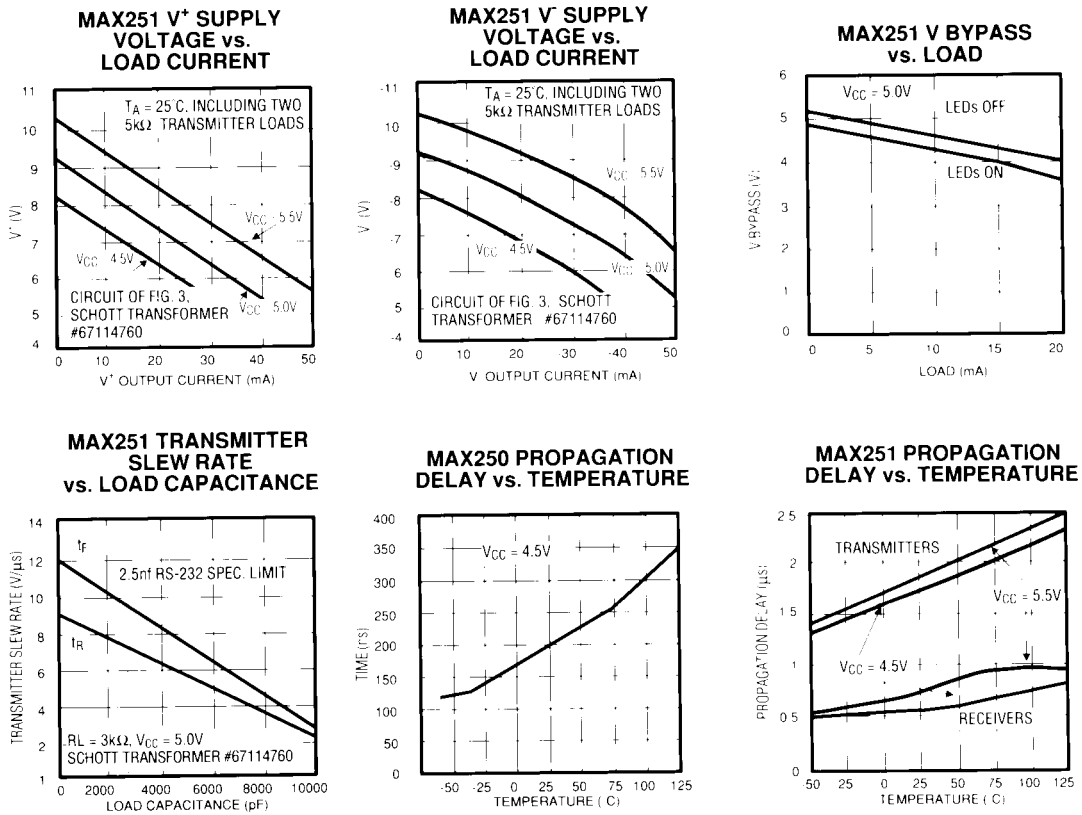 MAX251 V+ SUPPLY
VOLTAGE vs.
LOAD CURRENT
11
10
9
8
7
6
5
4
V- (V)
TA = 25°C, INCLUDING TWO
5kΩ TRANSMITTER LOADS
VCC 5.5V
VCC 4.5V
VCC 5.0V
CIRCUIT OF FIG. 3,
SCHOTT TRANSFORMER
#67114760
0 10 20 30 40 50
V+ OUTPUT CURRENT (mA)
MAX251 V- SUPPLY
VOLTAGE vs.
LOAD CURRENT
-11
-10
-9
-8
-7
-6
-5
-4
V (V)
TA = 25°C, INCLUDING TWO
5kΩ TRANSMITTER LOADS
VCC 5.5V
VCC 4.5V
VCC 5.0V
CIRCUIT OF FIG. 3, SCHOTT
TRANSFORMER #67114760
0 10 20 -30 -40 50
V OUTPUT CURRENT (mA)
MAX251 V BYPASS
vs. LOAD
6
5
4
3
2
1
0
V BYPASS (V)
VCC = 5.0V
LEDs OFF
LEDs ON
0 5 10 15 20
LOAD (mA)
MAX251 TRANSMITTER
SLEW RATE
vs. LOAD CAPACITANCE
14
12
10
8
6
4
2
1
TRANSMITTER SLEW RATE (V/µs)
tF
2.5nf RS-232 SPEC. LIMIT
tR
RL = 3kΩ, VCC = 5.0V
SCHOTT TRANSFORMER #67114760
0 2000 4000 6000 8000 10000
LOAD CAPACITANCE (pF)
MAX250 PROPAGATION
DELAY vs. TEMPERATURE
400
350
300
250
200
150
100
50
0
TIME (ns)
VCC = 4.5V
-50 -25 0 25 50 75 100 125
TEMPERATURE ( C)
MAX251 PROPAGATION
DELAY vs. TEMPERATURE
2.5
2
1.5
1
0.5
0
PROPAGATION DELAY (µs)
TRANSMITTERS
VCC = 5.5V
VCC = 4.5V
RECEIVERS
-50 -25 0 25 50 75 100 125
TEMPERATURE ( C)